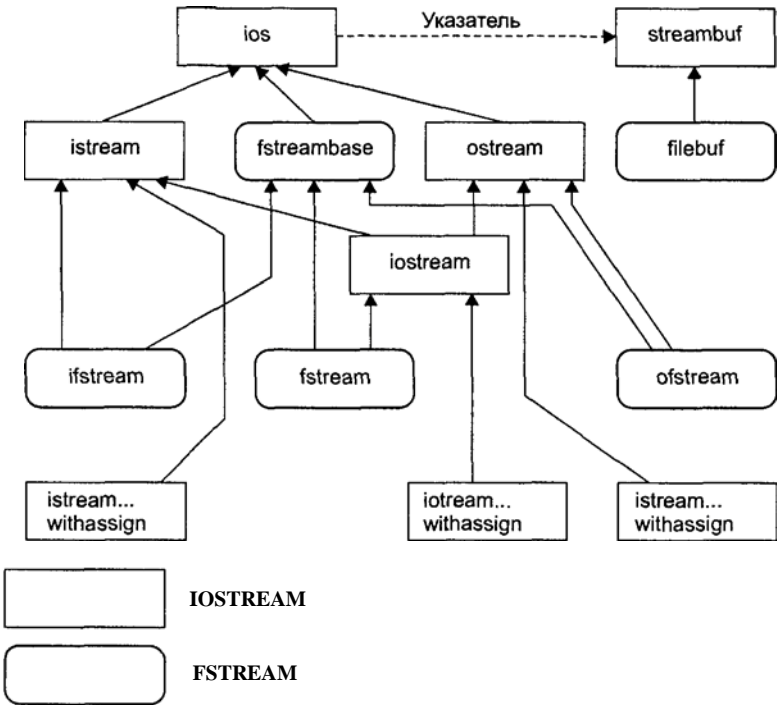 ios
Указатель
streambuf
istream
fstreambase
ostream
filebuf
iostream
ifstream
fstream
ofstream
istream...
withassign
iotream...
withassign
istream...
withassign
IOSTREAM
FSTREAM